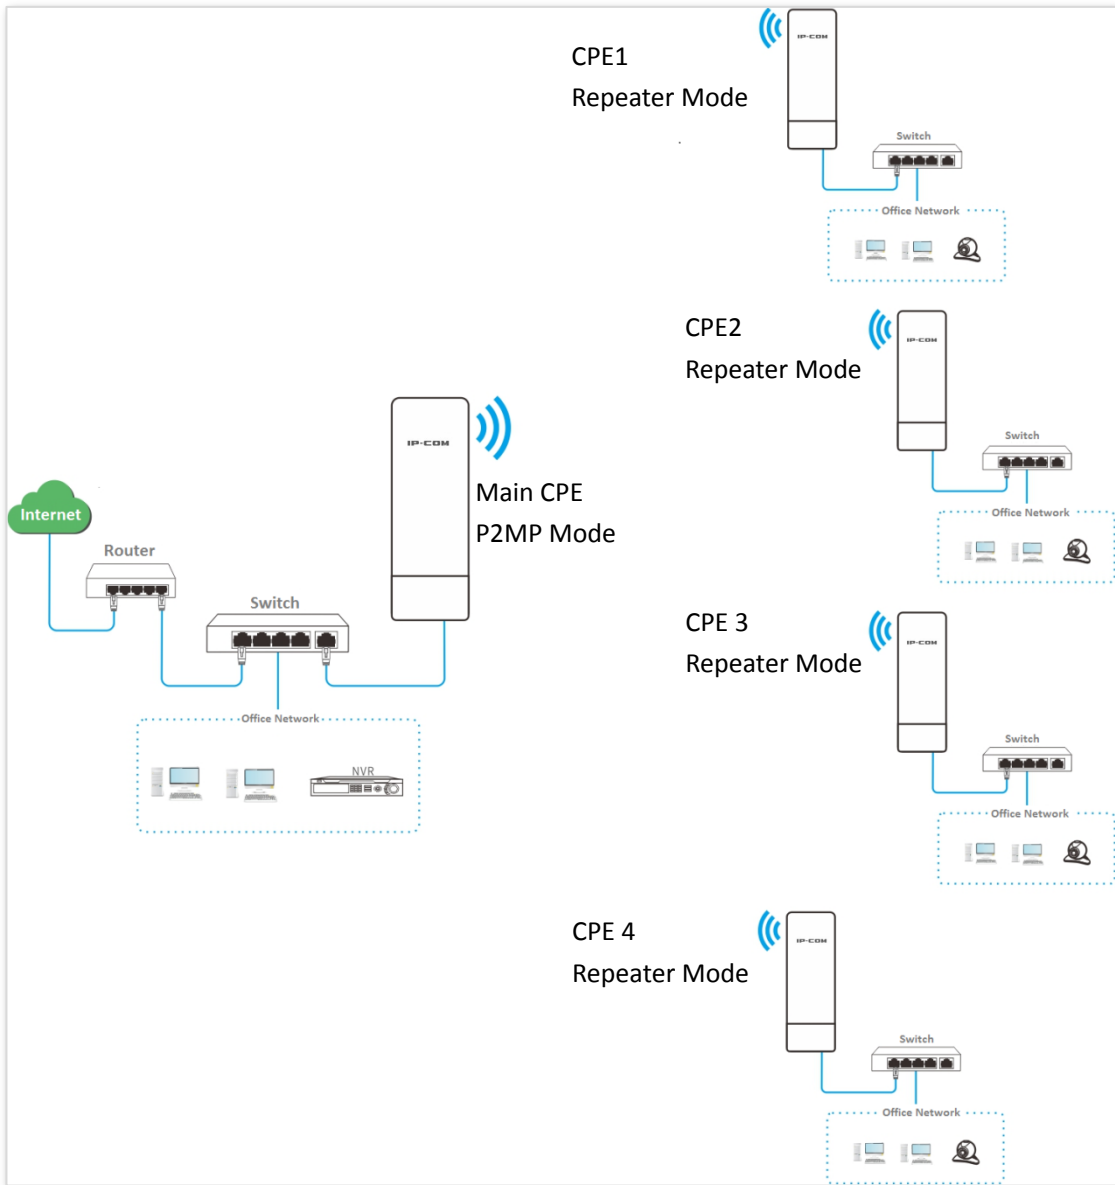 CPE1
Repeater Mode
IP-COM
Switch
Office Network
CPE2
Repeater Mode
IP-COM
Switch
Office Network
IP-COM
Main CPE
P2MP Mode
Internet
Router
Switch
Office Network
NVR
CPE 3
Repeater Mode
IP-COM
Switch
Office Network
CPE 4
Repeater Mode
IP-COM
Switch
Office Network